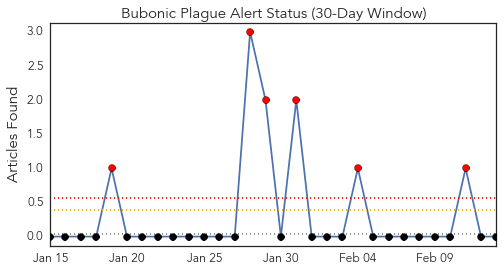 Bubonic Plague Alert Status (30-Day Window)
Articles Found
3.0
2.5
2.0
1.5
1.0
0.5
0.0
Jan 15
Jan 20
Jan 25
Jan 30
Feb 04
Feb 09